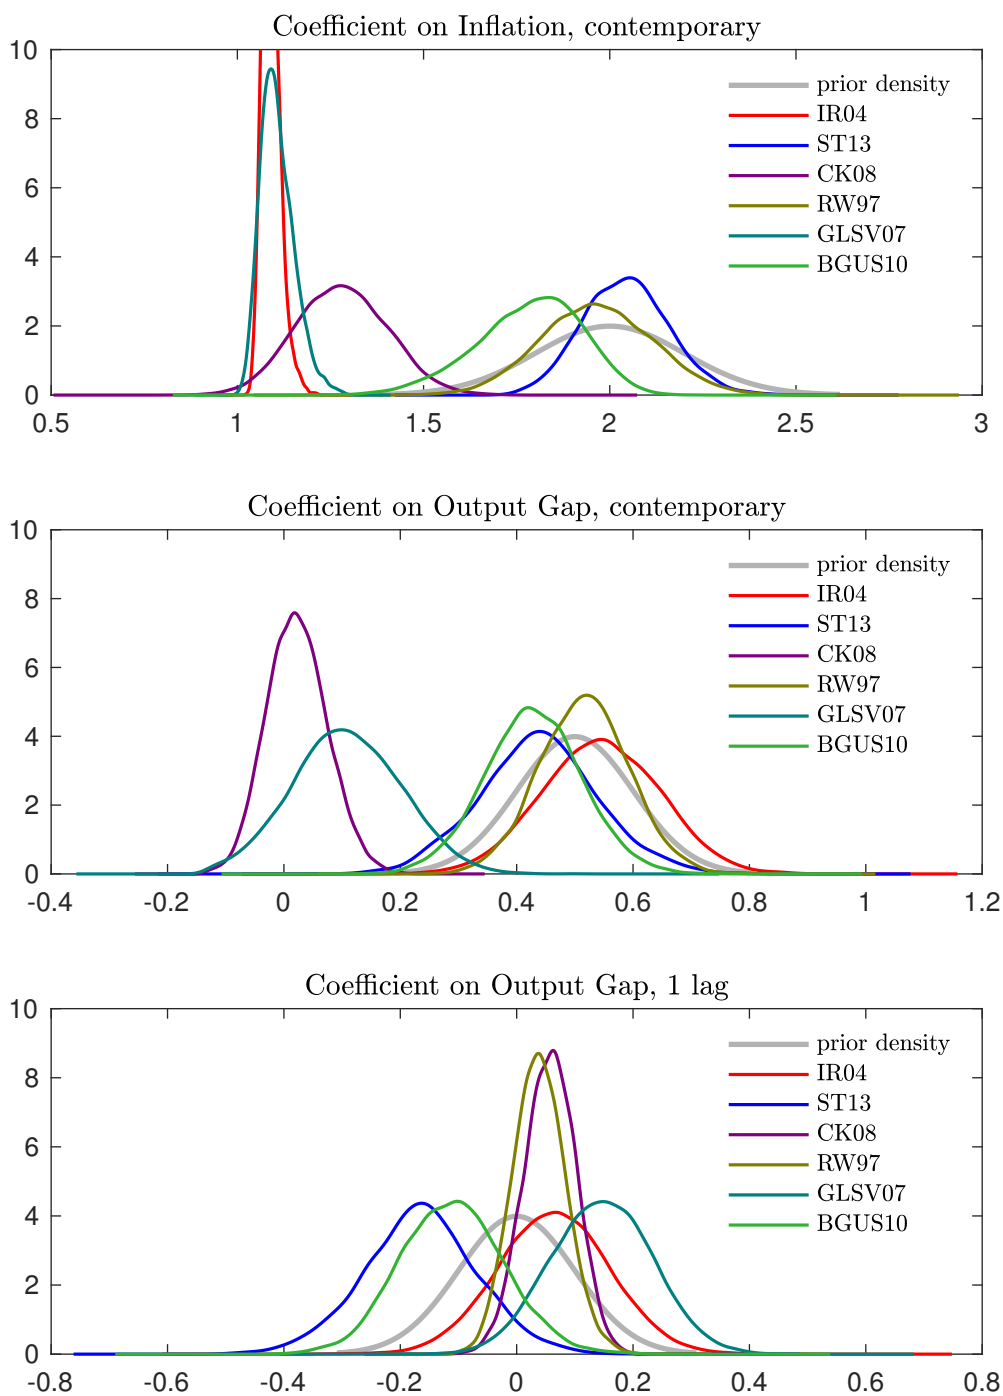 Coefficient on Inflation, contemporary
10
8
6
4
2
0
prior density
IR04
ST13
CK08
RW97
GLSV07
BGUS10
0.5 1 1.5 2 2.5 3
Coefficient on Output Gap, contemporary
10
8
6
4
2
0
prior density
IR04
ST13
CK08
RW97
GLSV07
BGUS10
-0.4 -0.2 0 0.2 0.4 0.6 0.8 1 1.2
Coefficient on Output Gap, 1 lag
10
8
6
4
2
0
prior density
IR04
ST13
CK08
RW97
GLSV07
BGUS10
-0.8 -0.6 -0.4 -0.2 0 0.2 0.4 0.6 0.8